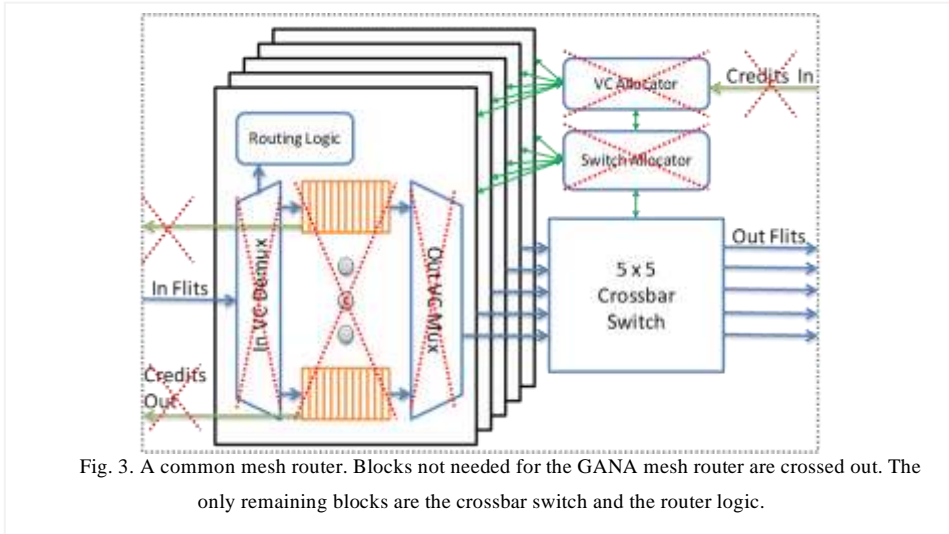 VC Allocator
Credits In
Routing Logic
Switch Allocator
In VC Demux
Out VC Mux
In Flits
Credits
Out
5 x 5
Crossbar
Switch
Out Flits
Fig. 3. A common mesh router. Blocks not needed for the GANA mesh router are crossed out. The
only remaining blocks are the crossbar switch and the router logic.